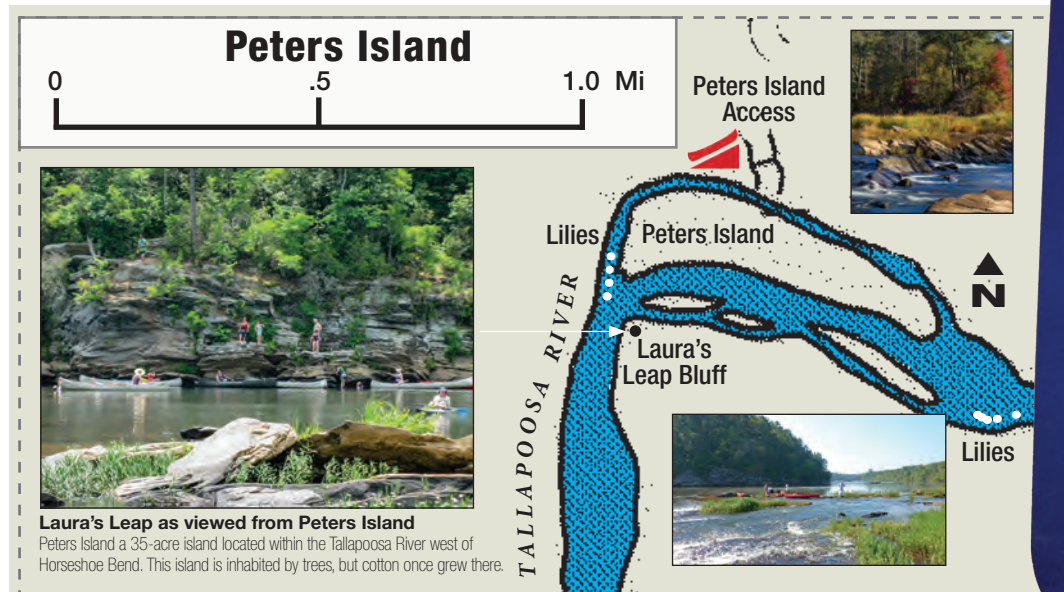 Peters Island
0 .5 1.0 Mi
Peters Island
Access
Lilies
Peters Island
N
TALLAPOOSA RIVER
Laura's
Leap Bluff
Lilies
Laura's Leap as viewed from Peters Island
Peters Island a 35-acre island located within the Tallapoosa River west of
Horseshoe Bend. This island is inhabited by trees, but cotton once grew there.